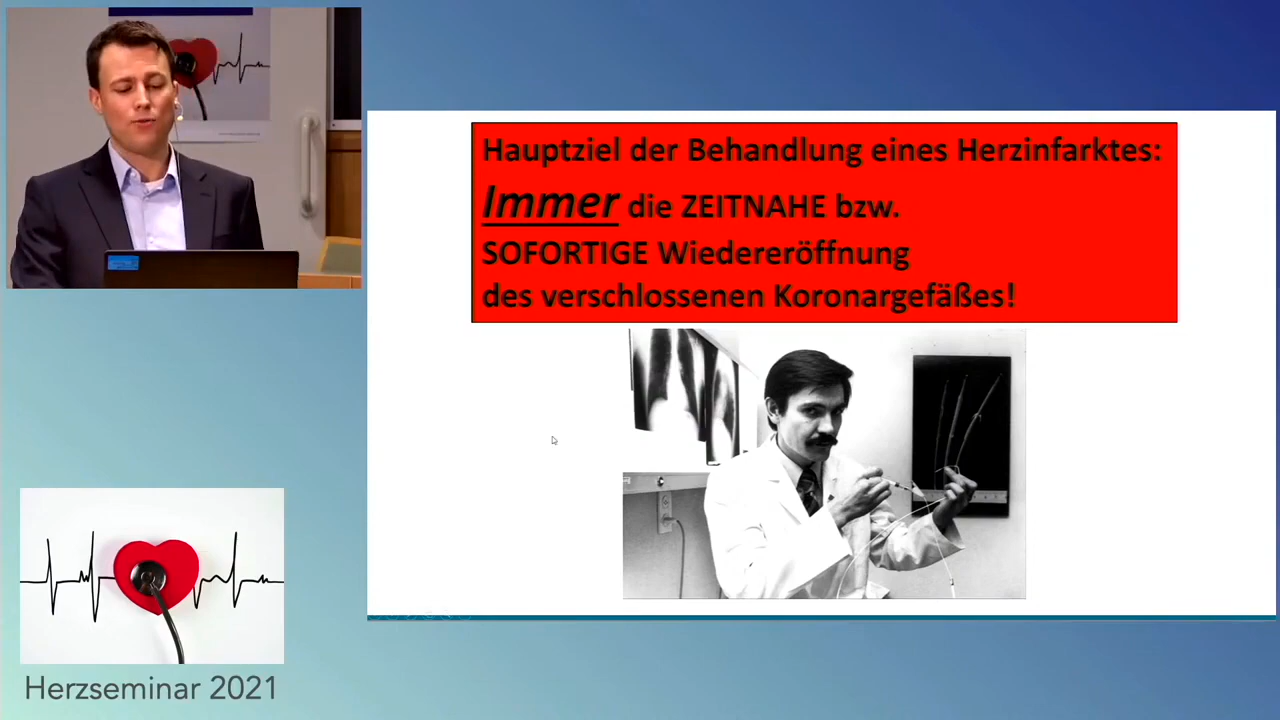 Hauptziel der Behandlung eines Herzinfarktes:
Immer die ZEITNAHE bzw.
SOFORTIGE Wiedereröffnung
des verschlossenen Koronargefäßes!
Herzseminar 2021